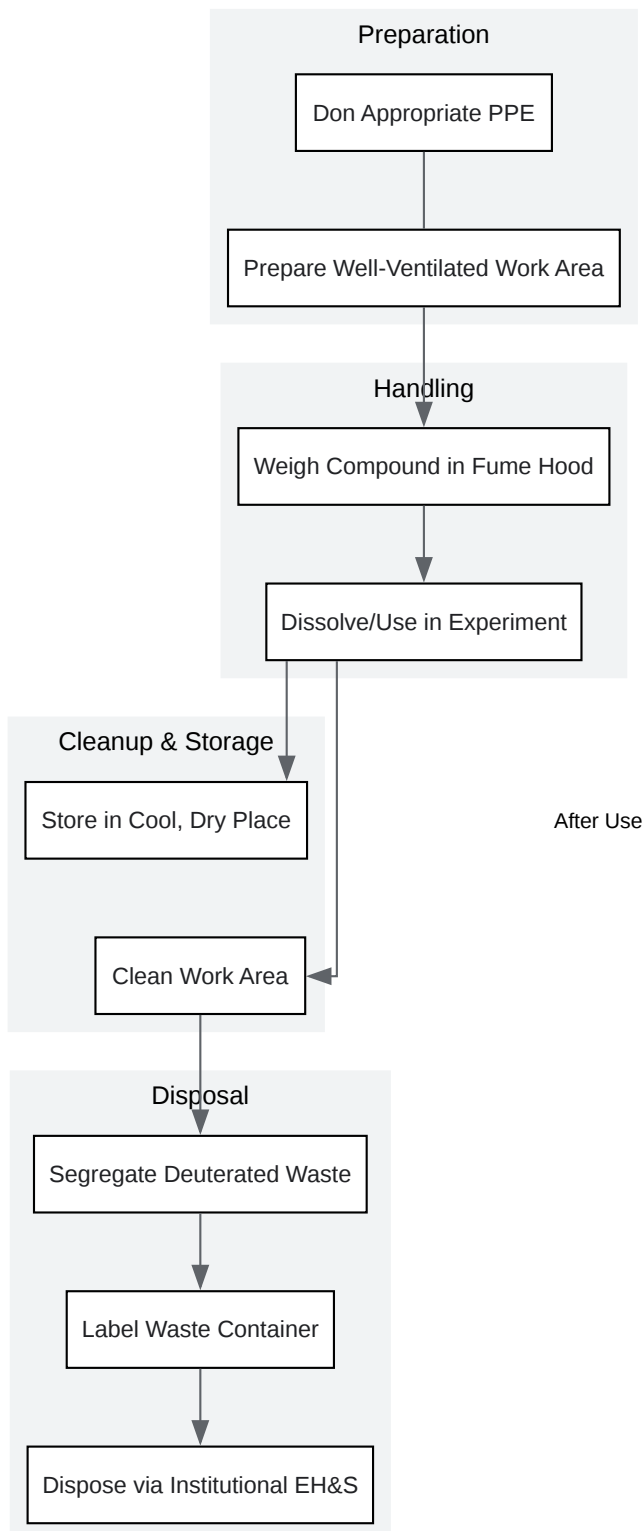 Preparation
Don Appropriate PPE
Prepare Well-Ventilated Work Area
Handling
Weigh Compound in Fume Hood
Dissolve/Use in Experiment
Cleanup & Storage
Store in Cool, Dry Place
After Use
Clean Work Area
Disposal
Segregate Deuterated Waste
Label Waste Container
Dispose via Institutional EH&S